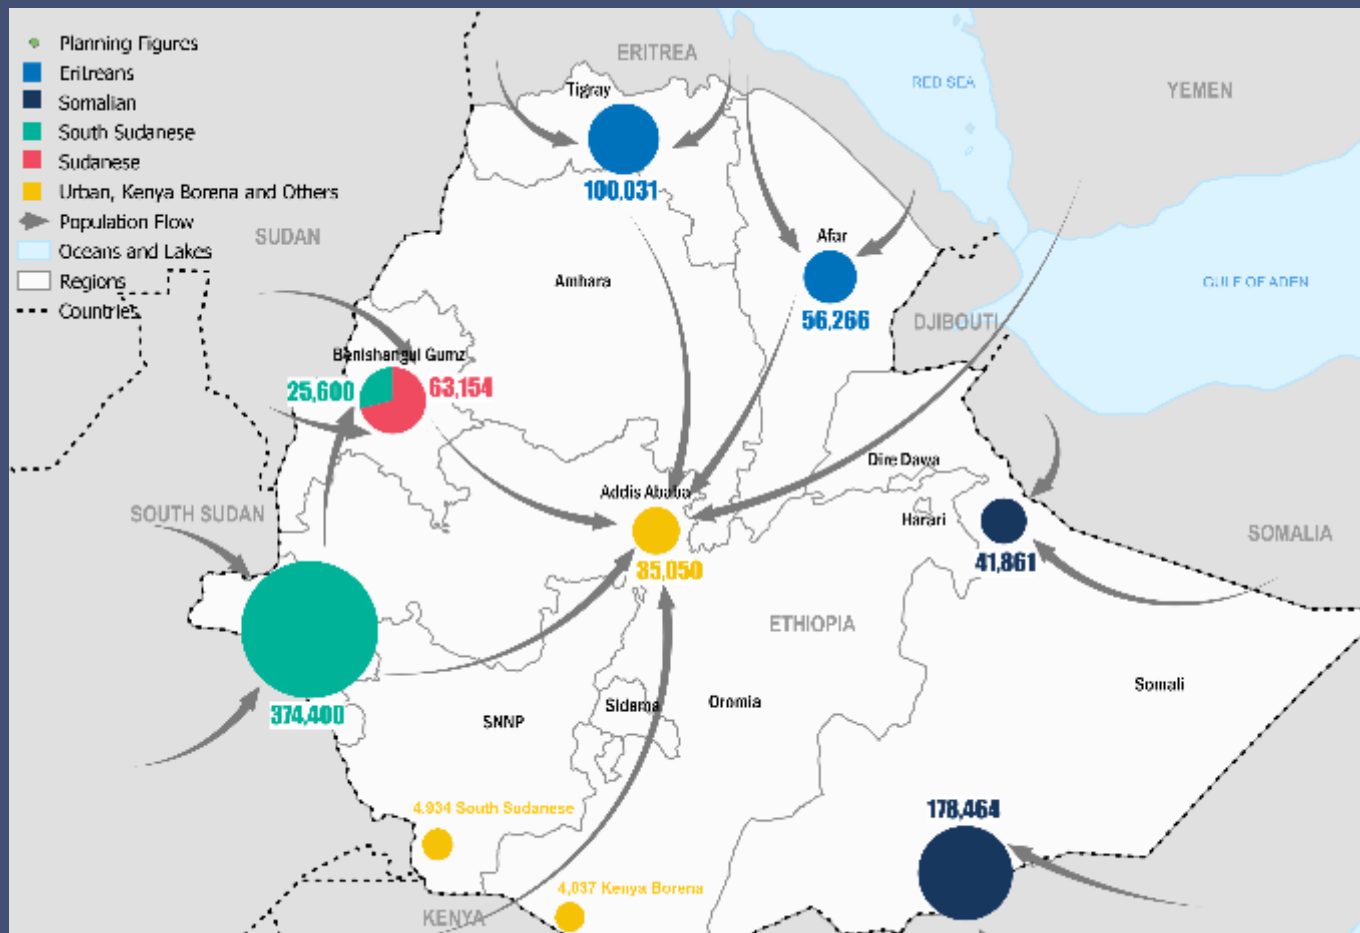 Planning Figures
Eritreans
Somalian
South Sudanese
Sudanese
Urban, Kenya Borena and Others
Population Flow
Oceans and Lakes
Regions
Countries
ERITREA
RED SEA
YEMEN
Tigray
100,031
SUDAN
Afar
Amhara
GULF OF ADEN
56,266
DJIBOUTI
Benishangul Gumz
25,600
63,154
Dire Dawa
Addis Ababa
SOUTH SUDAN
Harari
SOMALIA
41,861
35,050
ETHIOPIA
Somali
Sidama
Oromia
374,400
SNNP
4,934 South Sudanese
178,464
4,037 Kenya Borena
KENYA